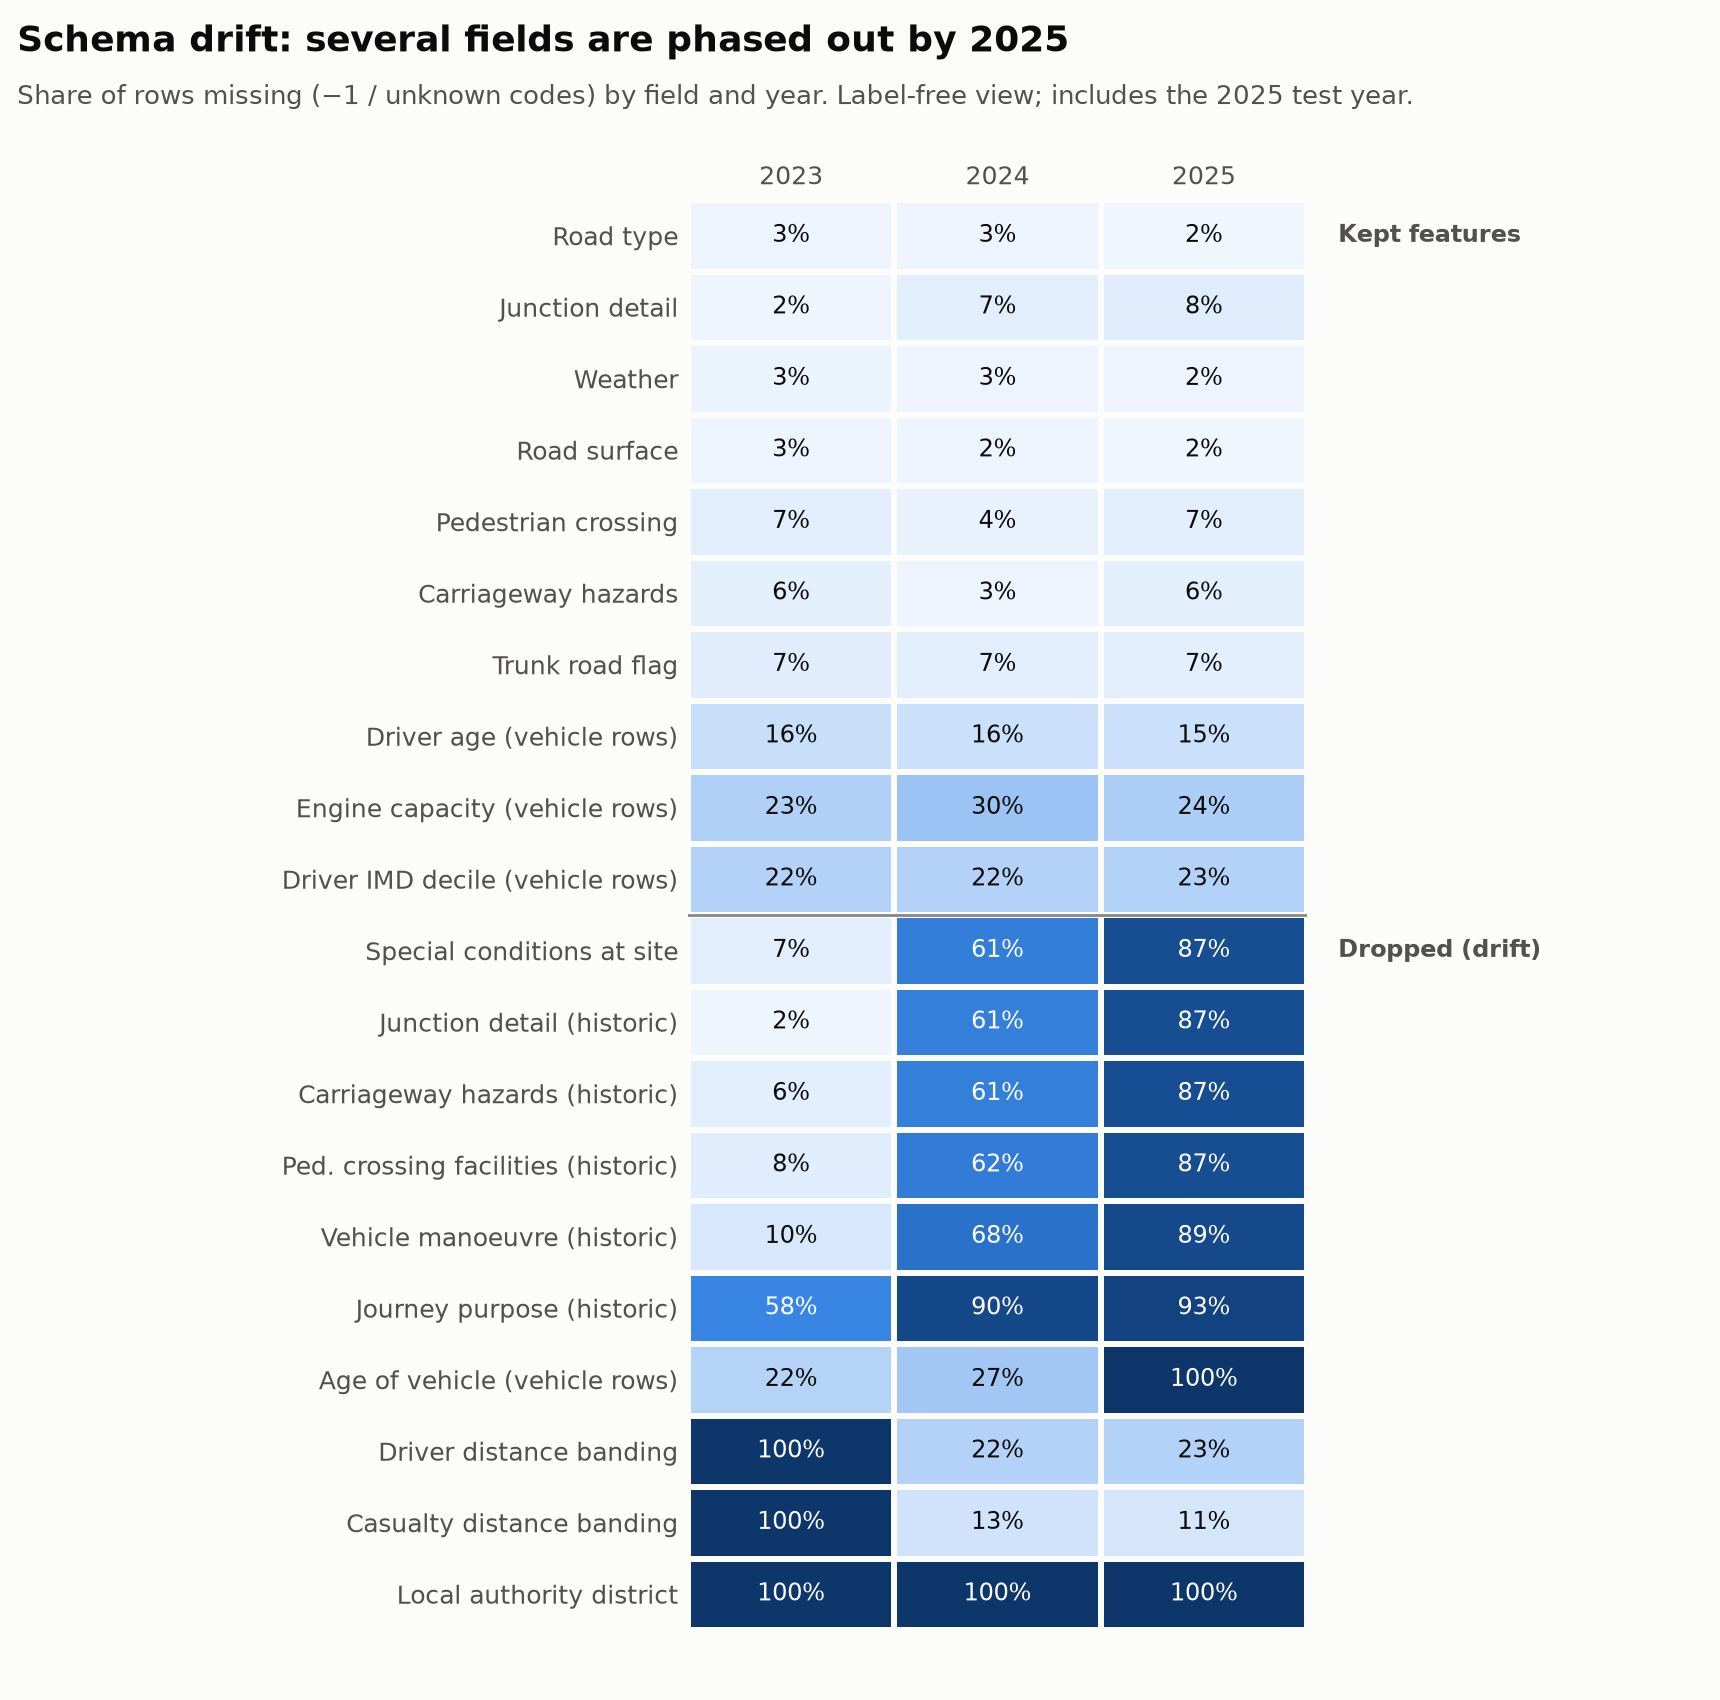 Schema drift: several fields are phased out by 2025
Share of rows missing (−1 / unknown codes) by field and year. Label-free view; includes the 2025 test year.
2023 2024 2025
Road type 3% 3% 2% Kept features
Junction detail 2% 7% 8%
Weather 3% 3% 2%
Road surface 3% 2% 2%
Pedestrian crossing 7% 4% 7%
Carriageway hazards 6% 3% 6%
Trunk road flag 7% 7% 7%
Driver age (vehicle rows) 16% 16% 15%
Engine capacity (vehicle rows) 23% 30% 24%
Driver IMD decile (vehicle rows) 22% 22% 23%
Special conditions at site 7% 61% 87% Dropped (drift)
Junction detail (historic) 2% 61% 87%
Carriageway hazards (historic) 6% 61% 87%
Ped. crossing facilities (historic) 8% 62% 87%
Vehicle manoeuvre (historic) 10% 68% 89%
Journey purpose (historic) 58% 90% 93%
Age of vehicle (vehicle rows) 22% 27% 100%
Driver distance banding 100% 22% 23%
Casualty distance banding 100% 13% 11%
Local authority district 100% 100% 100%